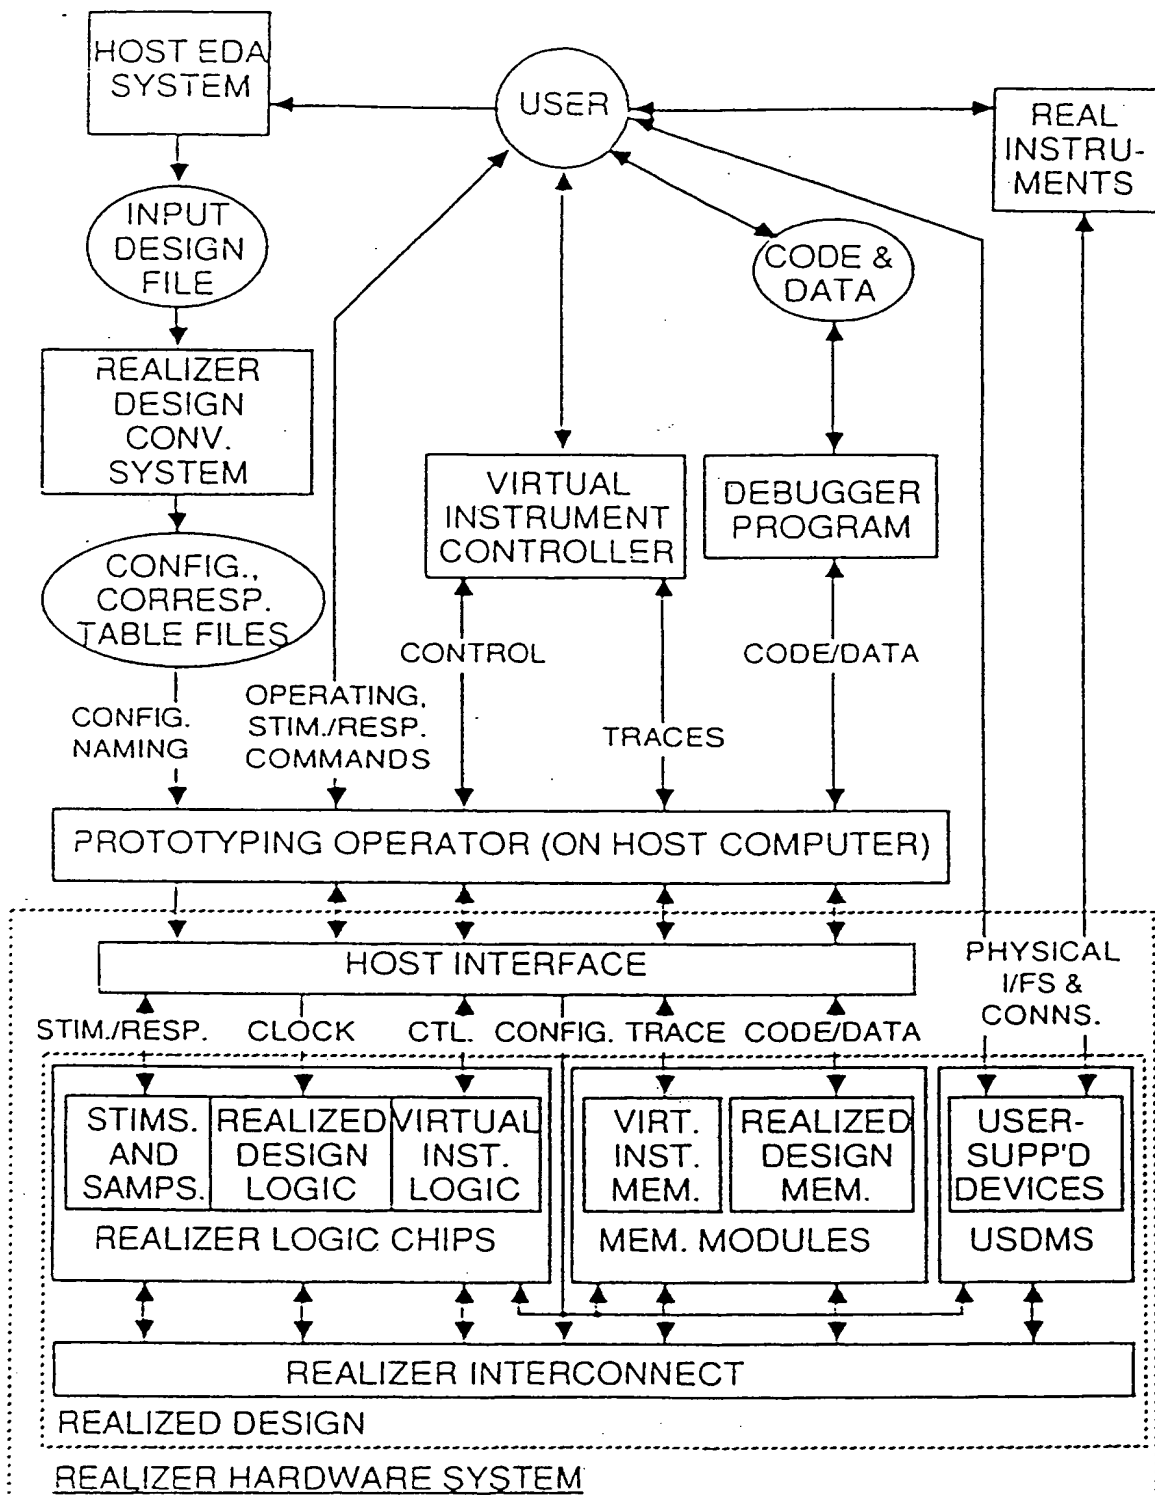 HOST EDA
SYSTEM
USER
REAL
INSTRU-
MENTS
INPUT
DESIGN
FILE
CODE &
DATA
REALIZER
DESIGN
CONV.
SYSTEM
VIRTUAL
INSTRUMENT
CONTROLLER
DEBUGGER
PROGRAM
CONFIG.,
CORRESP.
TABLE FILES
CONTROL
CODE/DATA
CONFIG.
NAMING
OPERATING,
STIM./RESP.
COMMANDS
TRACES
PROTOTYPING OPERATOR (ON HOST COMPUTER)
HOST INTERFACE
PHYSICAL
I/FS &
CONNS.
STIM./RESP.
CLOCK
CTL.
CONFIG.
TRACE
CODE/DATA
STIMS.
AND
SAMPS.
REALIZED
DESIGN
LOGIC
VIRTUAL
INST.
LOGIC
VIRT.
INST.
MEM.
REALIZED
DESIGN
MEM.
USER-
SUPP'D
DEVICES
REALIZER LOGIC CHIPS
MEM. MODULES
USDMS
REALIZER INTERCONNECT
REALIZED DESIGN
REALIZER HARDWARE SYSTEM